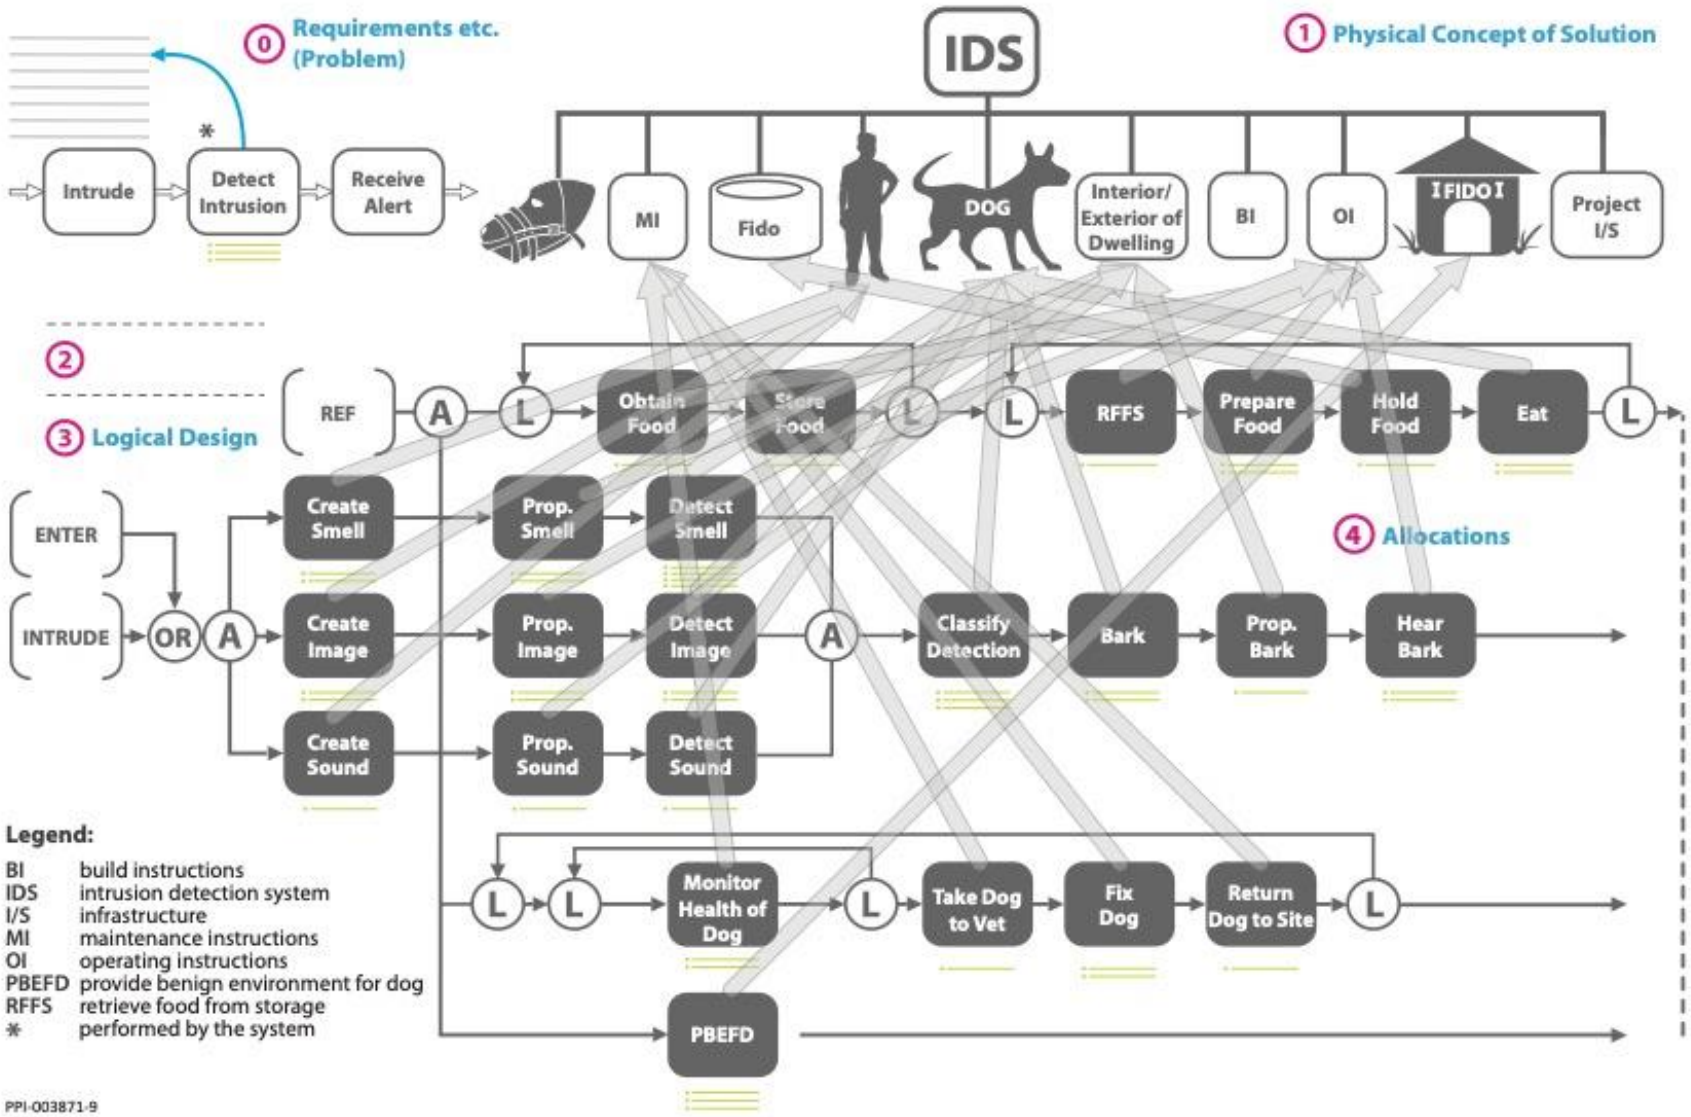 0
Requirements etc.
(Problem)
IDS
1
Physical Concept of Solution
*
Intrude
Detect
Intrusion
Receive
Alert
MI
Fido
DOG
Interior/
Exterior of
Dwelling
BI
OI
I FIDO I
Project
I/S
2
3
Logical Design
REF
A
L
Obtain
Food
Store
Food
L
L
RFFS
Prepare
Food
Hold
Food
Eat
L
ENTER
INTRUDE
OR
A
Create
Smell
Prop.
Smell
Detect
Smell
4
Allocations
Create
Image
Prop.
Image
Detect
Image
A
Classify
Detection
Bark
Prop.
Bark
Hear
Bark
Create
Sound
Prop.
Sound
Detect
Sound
L
L
Monitor
Health of
Dog
L
Take Dog
to Vet
Fix
Dog
Return
Dog to Site
L
PBEFD
Legend:
BI build instructions
IDS intrusion detection system
I/S infrastructure
MI maintenance instructions
OI operating instructions
PBEFD provide benign environment for dog
RFFS retrieve food from storage
* performed by the system
PPI-003871-9